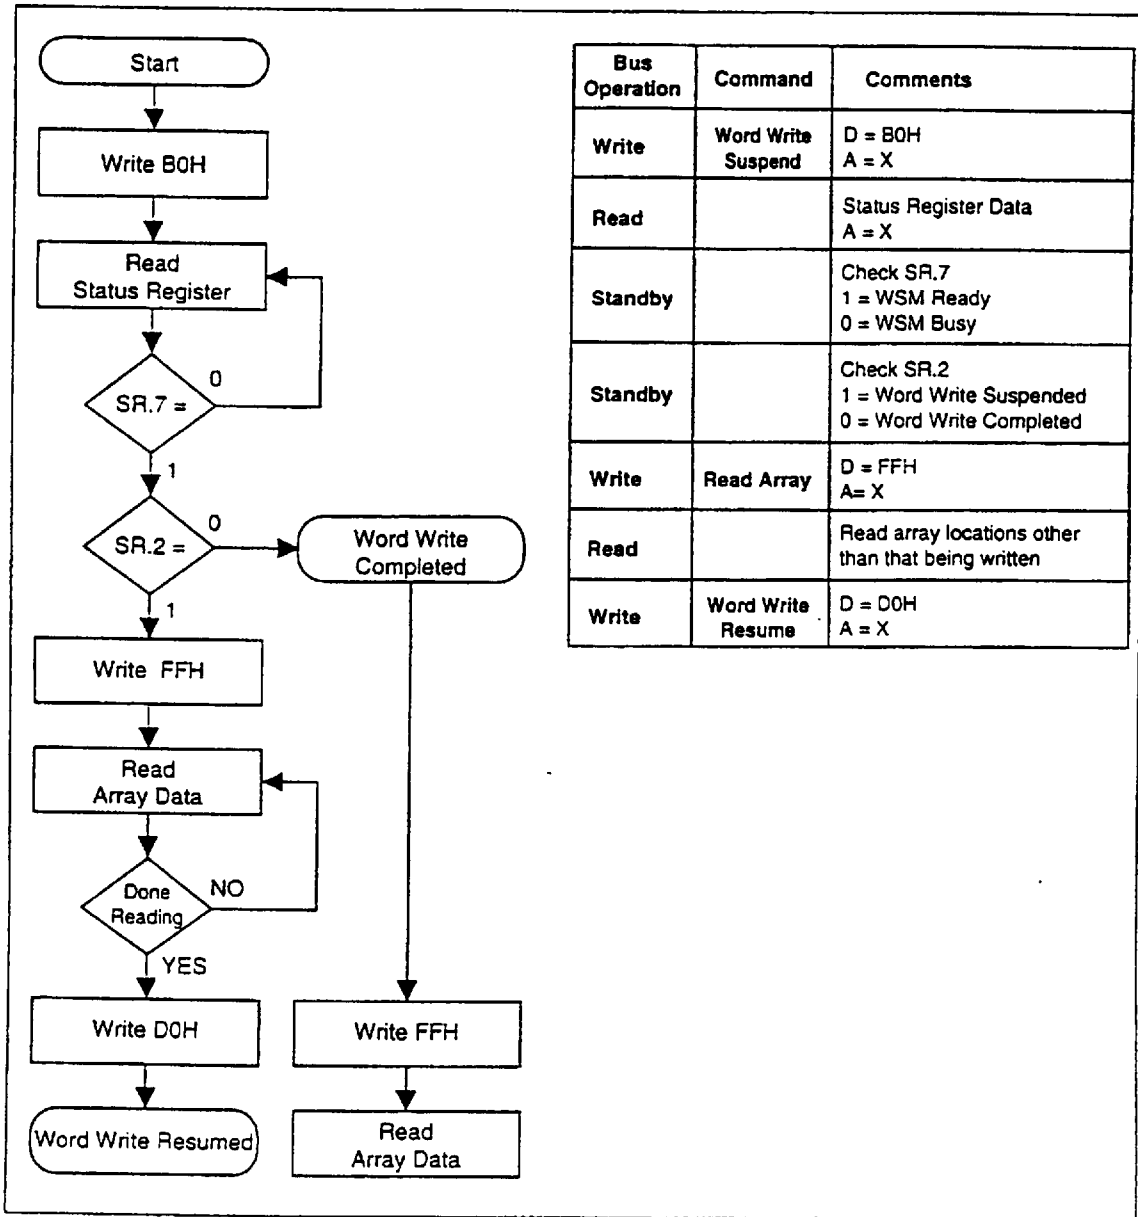 Start
Write B0H
Read
Status Register
0
SR.7 =
1
0
SR.2 =
Word Write
Completed
1
Write FFH
Read
Array Data
Done
Reading
NO
YES
Write D0H
Write FFH
Word Write Resumed
Read
Array Data
Bus
Operation
Command
Comments
Write
Word Write
Suspend
D = B0H
A = X
Read
Status Register Data
A = X
Standby
Check SR.7
1 = WSM Ready
0 = WSM Busy
Standby
Check SR.2
1 = Word Write Suspended
0 = Word Write Completed
Write
Read Array
D = FFH
A= X
Read
Read array locations other
than that being written
Write
Word Write
Resume
D = D0H
A = X